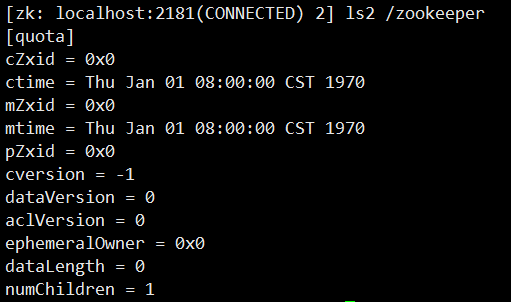 [zk: localhost:2181(CONNECTED) 2] ls2 /zookeeper
[quota]
cZxid = 0x0
ctime = Thu Jan 01 08:00:00 CST 1970
mZxid = 0x0
mtime = Thu Jan 01 08:00:00 CST 1970
pZxid = 0x0
cversion = -1
dataVersion = 0
aclVersion = 0
ephemeralOwner = 0x0
dataLength = 0
numChildren = 1